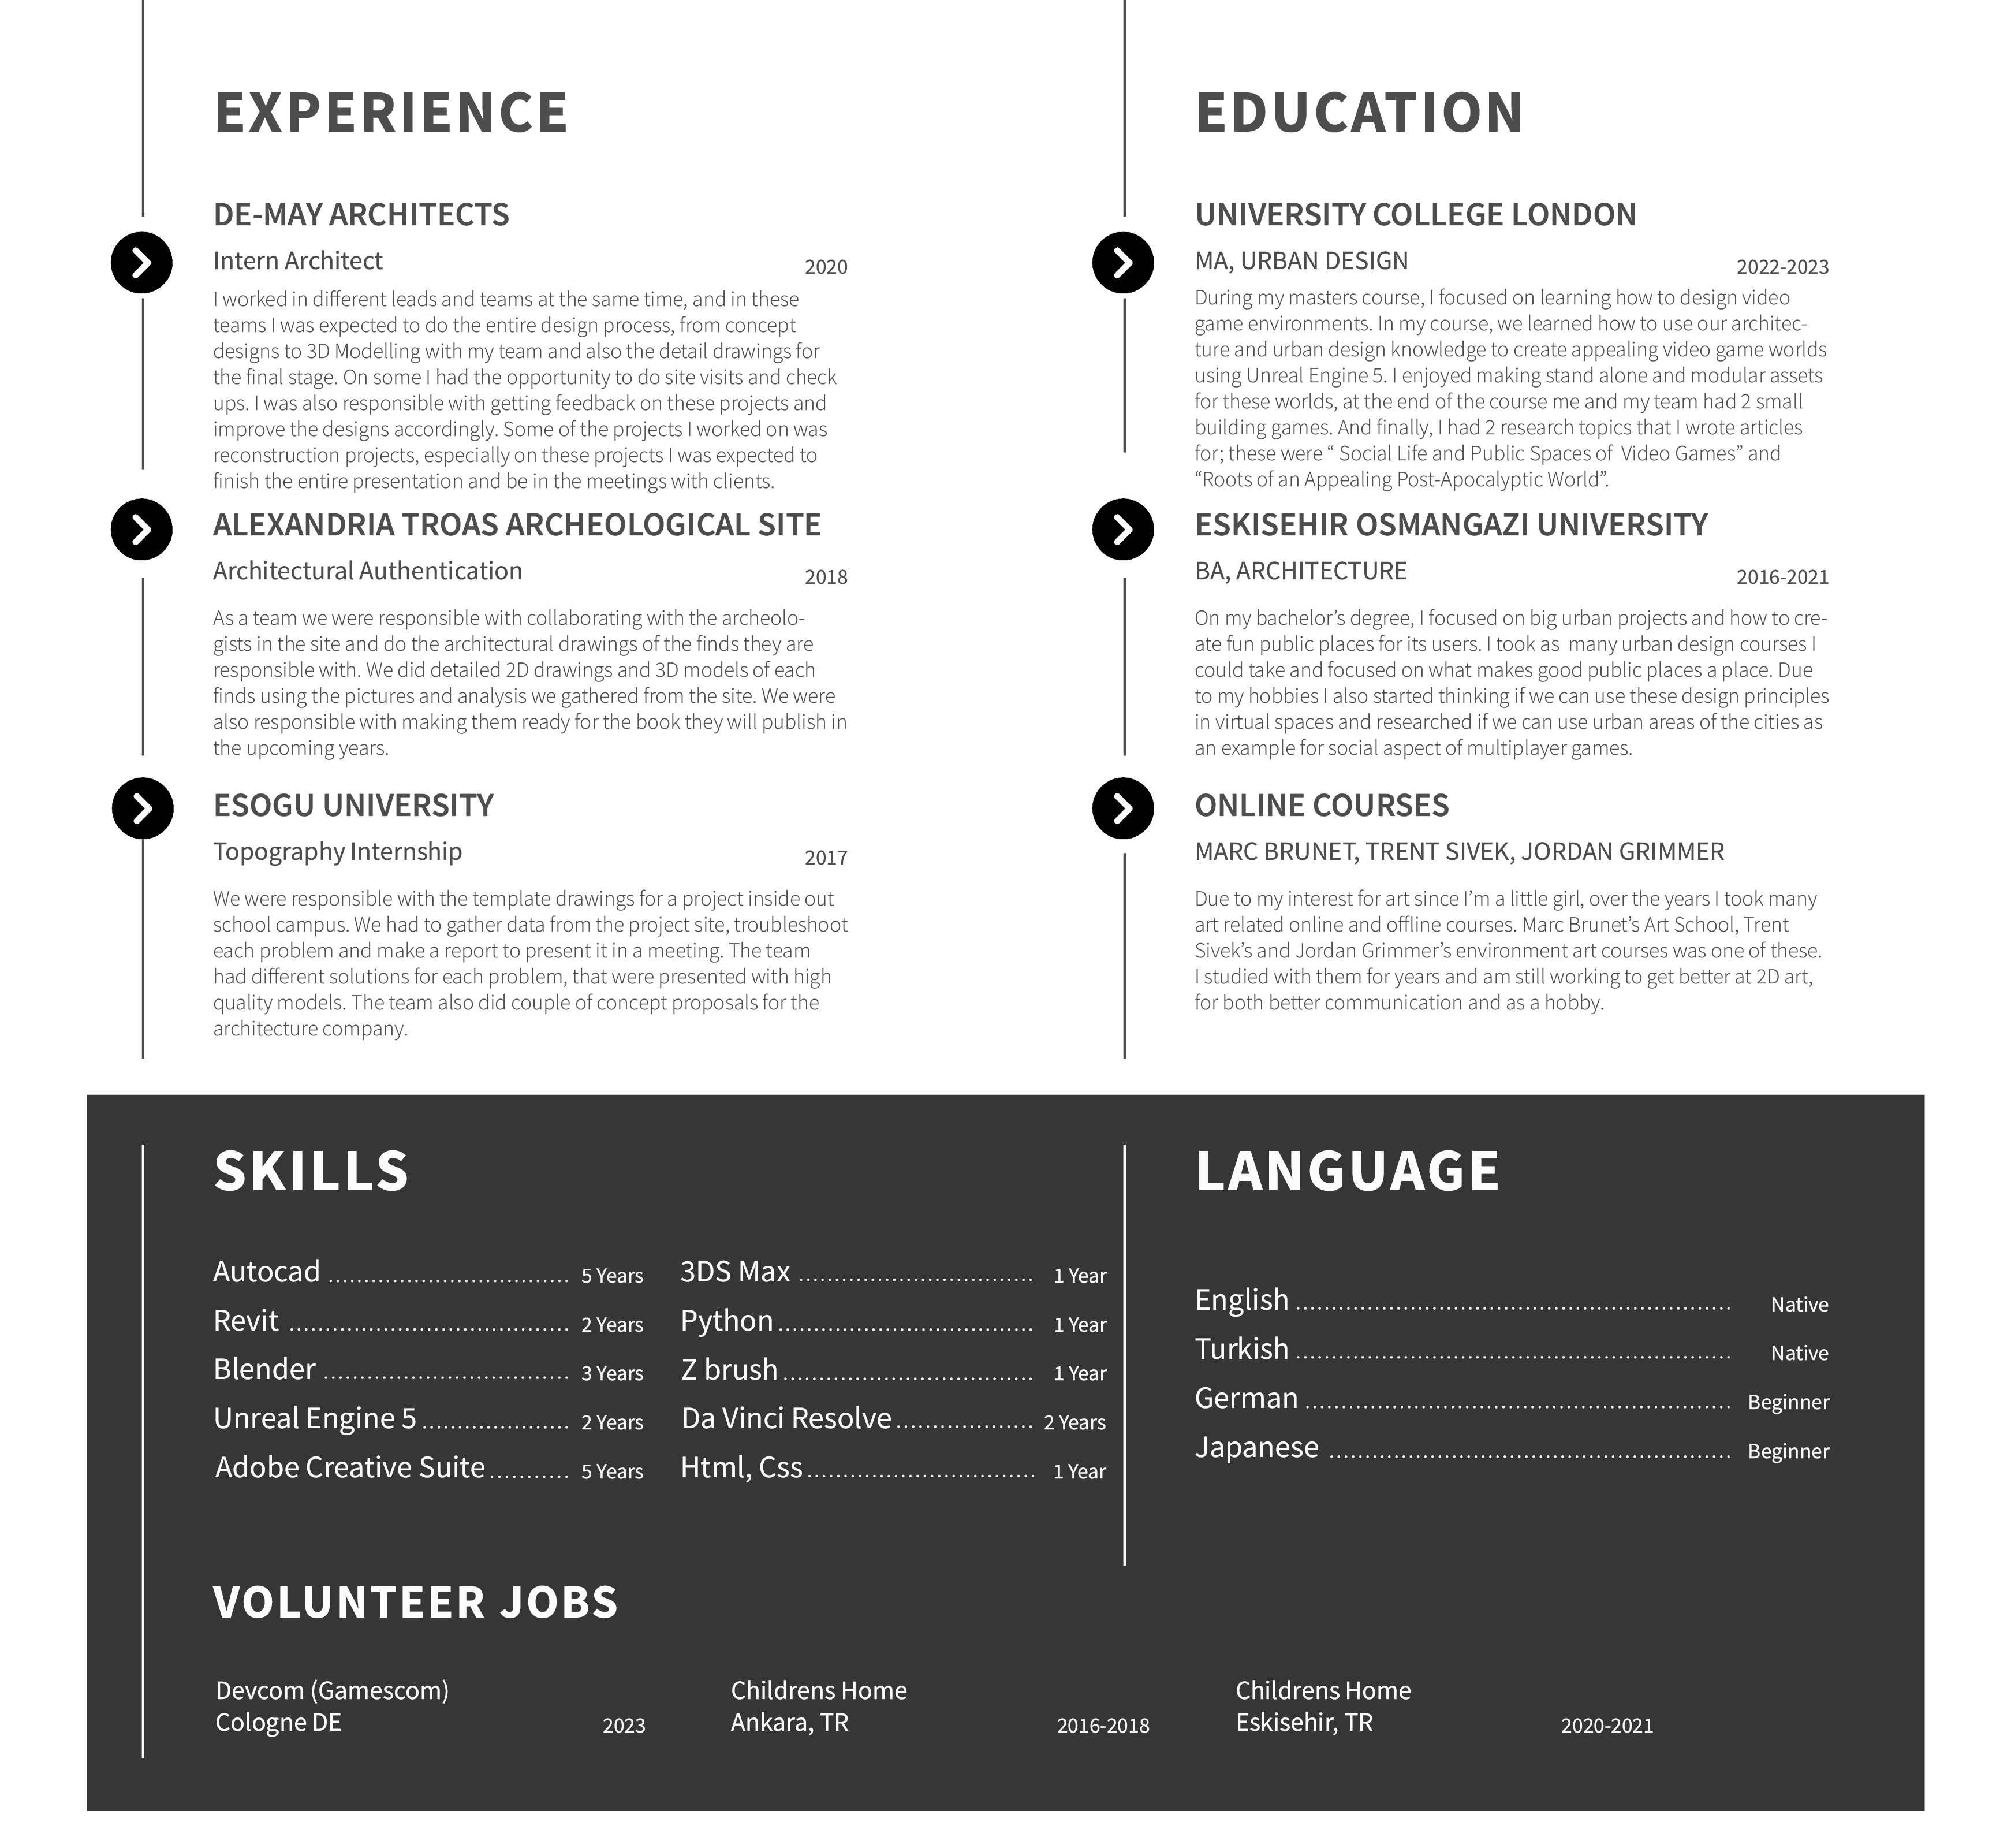 EXPERIENCE
DE-MAY ARCHITECTS
Intern Architect
2020
I worked in different leads and teams at the same time, and in these
teams I was expected to do the entire design process, from concept
designs to 3D Modelling with my team and also the detail drawings for
the final stage. On some I had the opportunity to do site visits and check
ups. I was also responsible with getting feedback on these projects and
improve the designs accordingly. Some of the projects I worked on was
reconstruction projects, especially on these projects I was expected to
finish the entire presentation and be in the meetings with clients.
ALEXANDRIA TROAS ARCHEOLOGICAL SITE
Architectural Authentication
2018
As a team we were responsible with collaborating with the archeolo-
gists in the site and do the architectural drawings of the finds they are
responsible with. We did detailed 2D drawings and 3D models of each
finds using the pictures and analysis we gathered from the site. We were
also responsible with making them ready for the book they will publish in
the upcoming years.
ESOGU UNIVERSITY
Topography Internship
2017
We were responsible with the template drawings for a project inside out
school campus. We had to gather data from the project site, troubleshoot
each problem and make a report to present it in a meeting. The team
had different solutions for each problem, that were presented with high
quality models. The team also did couple of concept proposals for the
architecture company.
EDUCATION
UNIVERSITY COLLEGE LONDON
MA, URBAN DESIGN
2022-2023
During my masters course, I focused on learning how to design video
game environments. In my course, we learned how to use our architec-
ture and urban design knowledge to create appealing video game worlds
using Unreal Engine 5. I enjoyed making stand alone and modular assets
for these worlds, at the end of the course me and my team had 2 small
building games. And finally, I had 2 research topics that I wrote articles
for; these were “ Social Life and Public Spaces of  Video Games” and
“Roots of an Appealing Post-Apocalyptic World”.
ESKISEHIR OSMANGAZI UNIVERSITY
BA, ARCHITECTURE
2016-2021
On my bachelor’s degree, I focused on big urban projects and how to cre-
ate fun public places for its users. I took as  many urban design courses I
could take and focused on what makes good public places a place. Due
to my hobbies I also started thinking if we can use these design principles
in virtual spaces and researched if we can use urban areas of the cities as
an example for social aspect of multiplayer games.
ONLINE COURSES
MARC BRUNET, TRENT SIVEK, JORDAN GRIMMER
Due to my interest for art since I’m a little girl, over the years I took many
art related online and offline courses. Marc Brunet’s Art School, Trent
Sivek’s and Jordan Grimmer’s environment art courses was one of these.
I studied with them for years and am still working to get better at 2D art,
for both better communication and as a hobby.
SKILLS
Autocad .................................. 5 Years
Revit ........................................ 2 Years
Blender ................................... 3 Years
Unreal Engine 5 ..................... 2 Years
Adobe Creative Suite ........... 5 Years
3DS Max ................................. 1 Year
Python .................................... 1 Year
Z brush ................................... 1 Year
Da Vinci Resolve .................... 2 Years
Html, Css ................................ 1 Year
LANGUAGE
English ............................................................. Native
Turkish ............................................................. Native
German ............................................................ Beginner
Japanese ......................................................... Beginner
VOLUNTEER JOBS
Devcom (Gamescom)
Cologne DE
2023
Childrens Home
Ankara, TR
2016-2018
Childrens Home
Eskisehir, TR
2020-2021